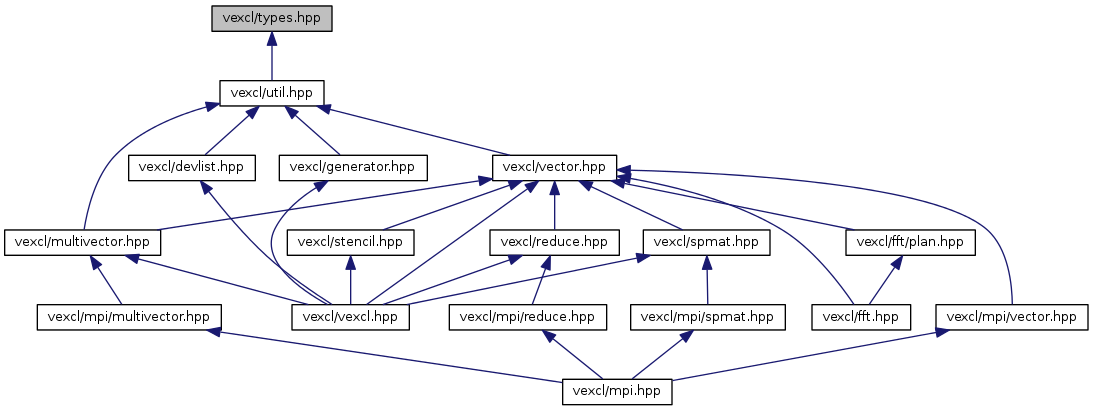 vexcl/types.hpp
vexcl/util.hpp
vexcl/devlist.hpp
vexcl/generator.hpp
vexcl/vector.hpp
vexcl/multivector.hpp
vexcl/stencil.hpp
vexcl/reduce.hpp
vexcl/spmat.hpp
vexcl/fft/plan.hpp
vexcl/mpi/multivector.hpp
vexcl/vexcl.hpp
vexcl/mpi/reduce.hpp
vexcl/mpi/spmat.hpp
vexcl/fft.hpp
vexcl/mpi/vector.hpp
vexcl/mpi.hpp